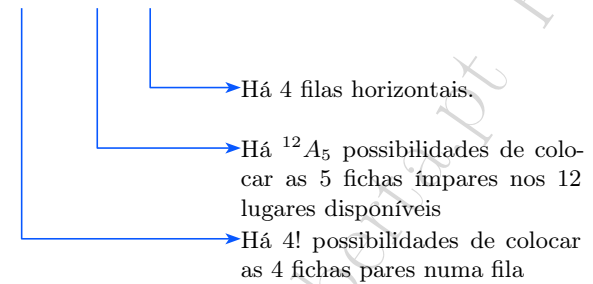 Há 4 filas horizontais.
Há ¹²A₅ possibilidades de colo-
car as 5 fichas ímpares nos 12
lugares disponíveis
Há 4! possibilidades de colocar
as 4 fichas pares numa fila